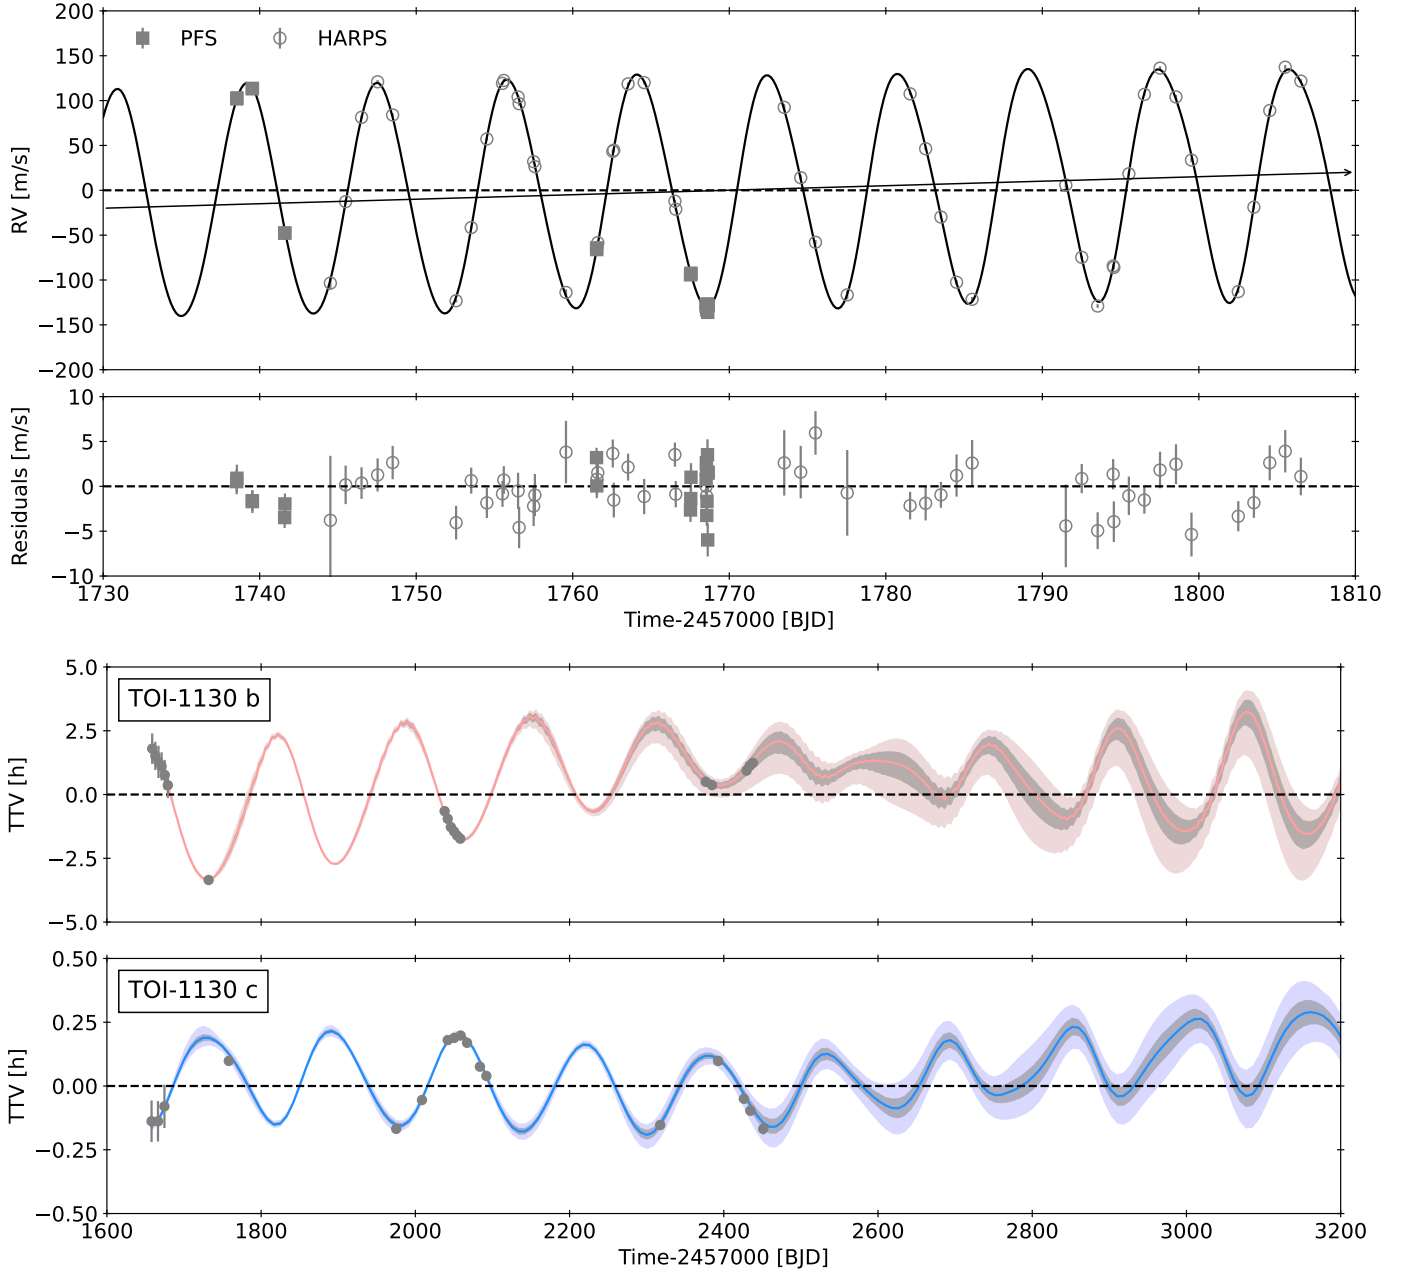 200
150
100
50
0
−50
−100
−150
−200
RV [m/s]
PFS
HARPS
10
5
0
−5
−10
Residuals [m/s]
1730 1740 1750 1760 1770 1780 1790 1800 1810
Time-2457000 [BJD]
5.0
2.5
0.0
−2.5
−5.0
TTV [h]
TOI-1130 b
0.50
0.25
0.00
−0.25
−0.50
TTV [h]
TOI-1130 c
1600 1800 2000 2200 2400 2600 2800 3000 3200
Time-2457000 [BJD]